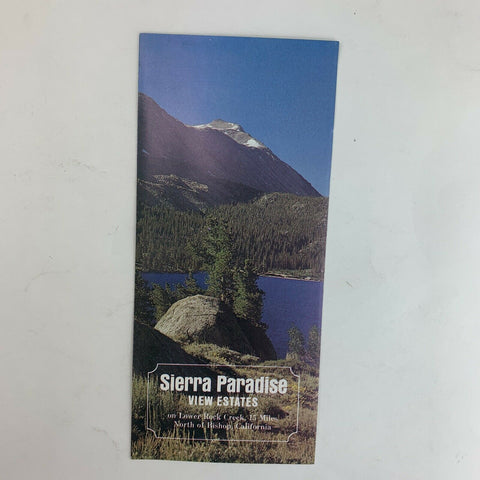 Sierra Paradise
VIEW ESTATES
on Lower Rock Creek, 15 Miles
North of Bishop, California